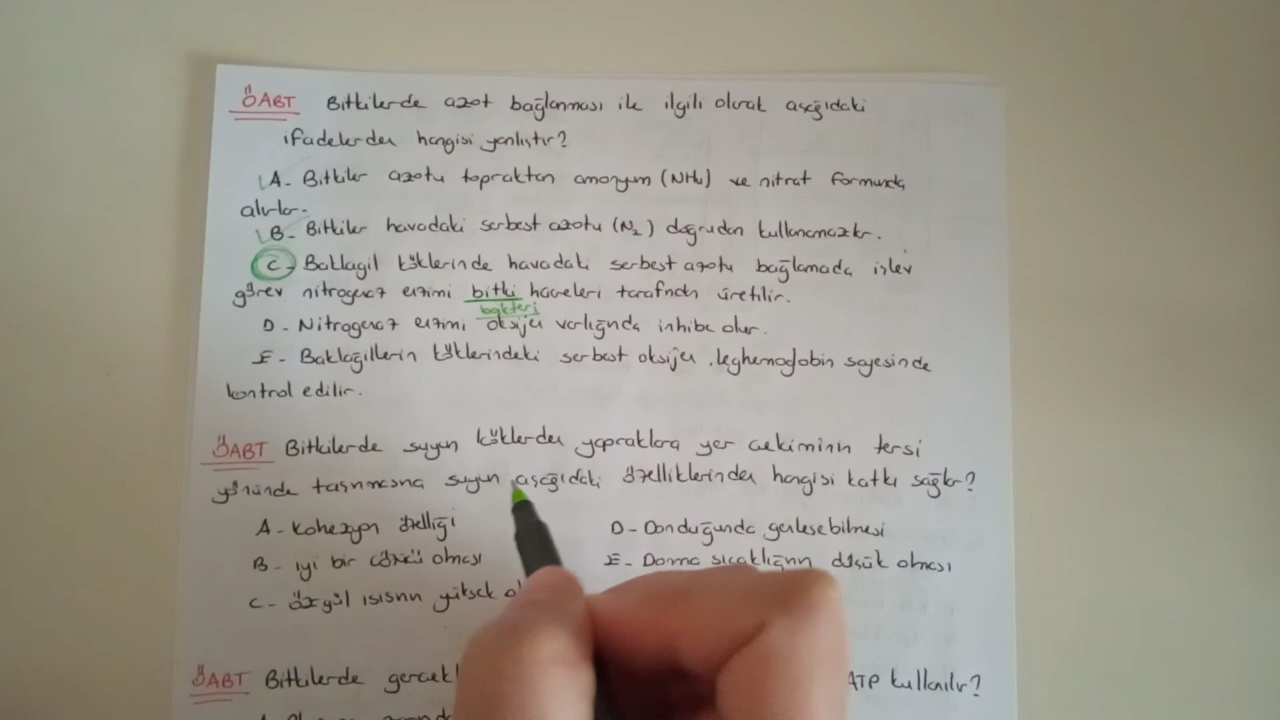 ÖABT Bitkilerde azot bağlanması ile ilgili olarak aşağıdaki
ifadelerden hangisi yanlıştır?
A- Bitkiler azotu topraktan amonyum (NH4) ve nitrat formunda
alırlar.
B- Bitkiler havadaki serbest azotu (N2) doğrudan kullanamazlar.
C- Baklagil köklerinde havadaki serbest azotu bağlamada işlev
görev nitrogenaz enzimi bitki hücreleri tarafından üretilir.
bakteri
D- Nitrogenaz enzimi oksijen varlığında inhibe olur.
E- Baklagillerin köklerindeki serbest oksijen leghemoglobin sayesinde
kontrol edilir.
ÖABT Bitkilerde suyun köklerden yapraklara yer çekiminin tersi
yönünde taşınmasına suyun aşağıdaki özelliklerinden hangisi katkı sağlar?
A- Kohezyon özelliği
D- Donduğunda genleşebilmesi
B- iyi bir çözücü olması
E- Donma sıcaklığının düşük olması
C- özgül ısısının yüksek
ÖABT Bitkilerde ATP kullanılır?